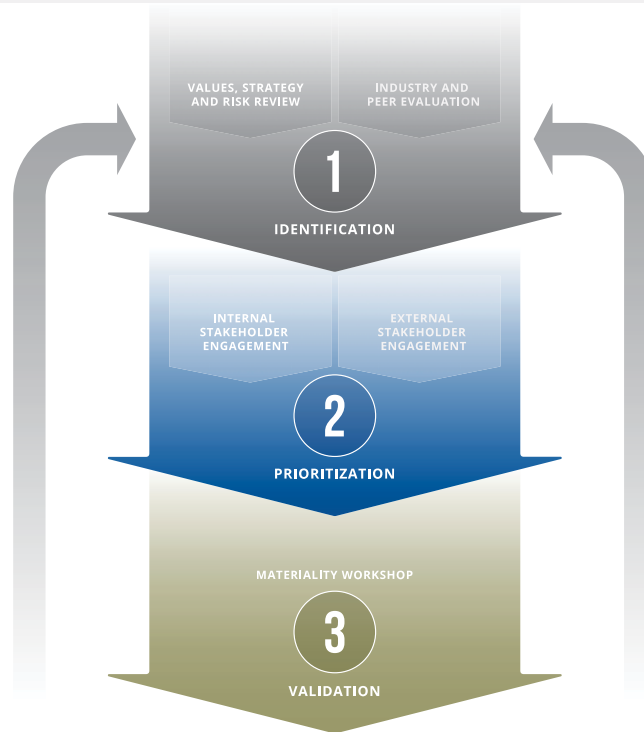 VALUES, STRATEGY
AND RISK REVIEW
INDUSTRY AND
PEER EVALUATION
1
IDENTIFICATION
INTERNAL
STAKEHOLDER
ENGAGEMENT
EXTERNAL
STAKEHOLDER
ENGAGEMENT
2
PRIORITIZATION
MATERIALITY WORKSHOP
3
VALIDATION